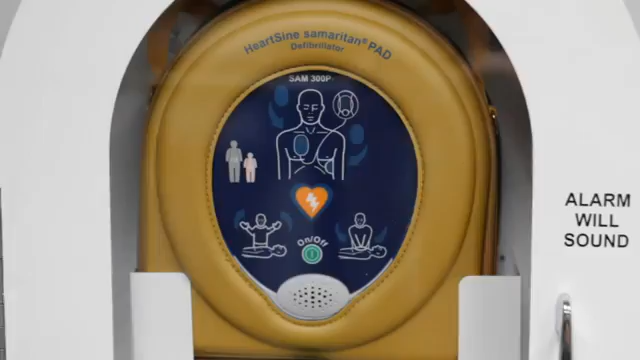 HeartSine samaritan® PAD
Defibrillator
SAM 300P
On/Off
ALARM
WILL
SOUND